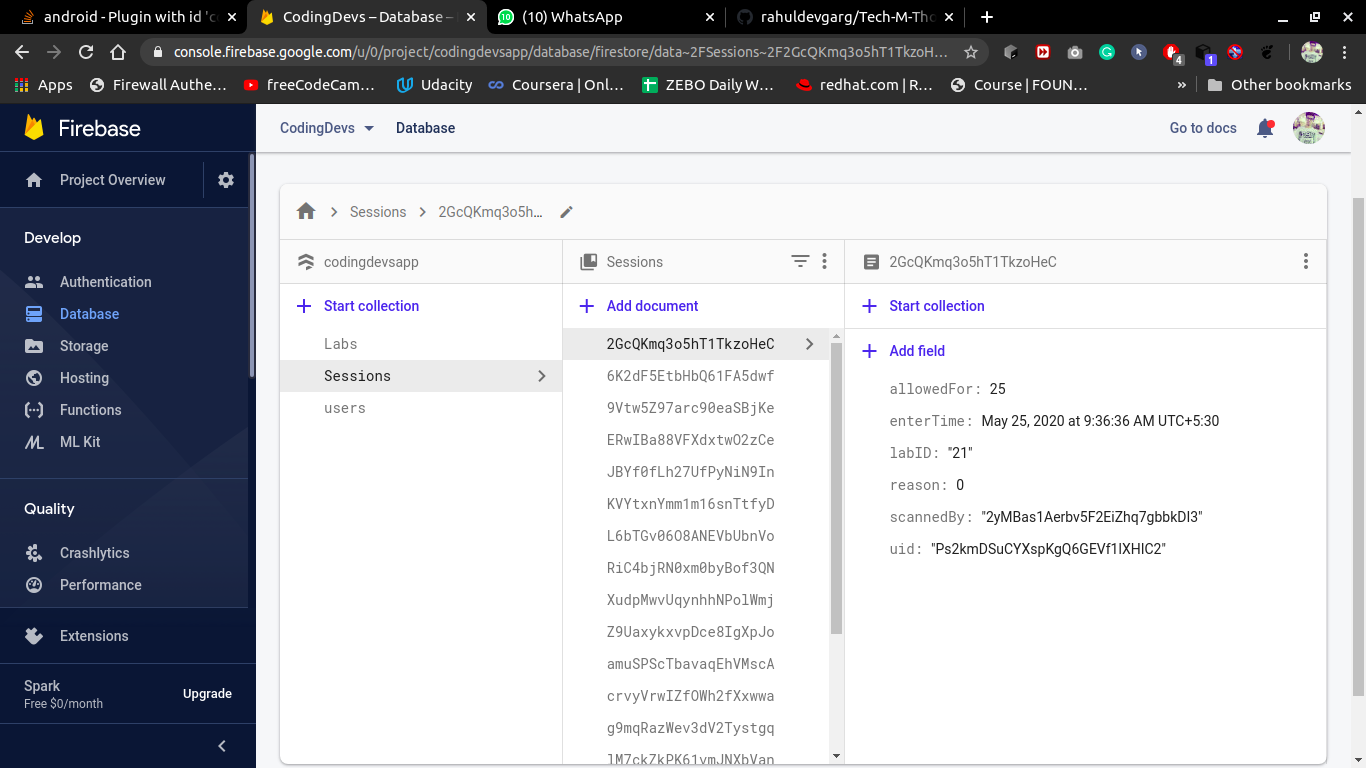 android - Plugin with id 'c
CodingDevs – Database –
(10) WhatsApp
rahuldevgarg/Tech-M-Tho
console.firebase.google.com/u/0/project/codingdevsapp/database/firestore/data~2FSessions~2F2GcQKmq3o5hT1TkzoH…
4
1
Apps
Firewall Authe…
freeCodeCam…
Udacity
Coursera | Onl…
ZEBO Daily W…
redhat.com | R…
Course | FOUN…
»
Other bookmarks
Firebase
CodingDevs
Database
Go to docs
Project Overview
Develop
Authentication
Database
Storage
Hosting
Functions
ML Kit
Quality
Crashlytics
Performance
Extensions
Spark
Free $0/month
Upgrade
Sessions
2GcQKmq3o5h…
codingdevsapp
Start collection
Labs
Sessions
users
Sessions
Add document
2GcQKmq3o5hT1TkzoHeC
6K2dF5EtbHbQ61FA5dwf
9Vtw5Z97arc90eaSBjKe
ERwIBa88VFXdxtwO2zCe
JBYf0fLh27UfPyNiN9In
KVYtxnYmm1m16snTtfyD
L6bTGv06O8ANEVbUbnVo
RiC4bjRN0xm0byBof3QN
XudpMwvUqynhhNPolWmj
Z9UaxykxvpDce8IgXpJo
amuSPScTbavaqEhVMscA
crvyVrwIZfOWh2fXxwwa
g9mqRazWev3dV2Tystgq
lM7ckZkPK61ymJNXbVan
2GcQKmq3o5hT1TkzoHeC
Start collection
Add field
allowedFor: 25
enterTime: May 25, 2020 at 9:36:36 AM UTC+5:30
labID: "21"
reason: 0
scannedBy: "2yMBas1Aerbv5F2EiZhq7gbbkDl3"
uid: "Ps2kmDSuCYXspKgQ6GEVf1IXHIC2"